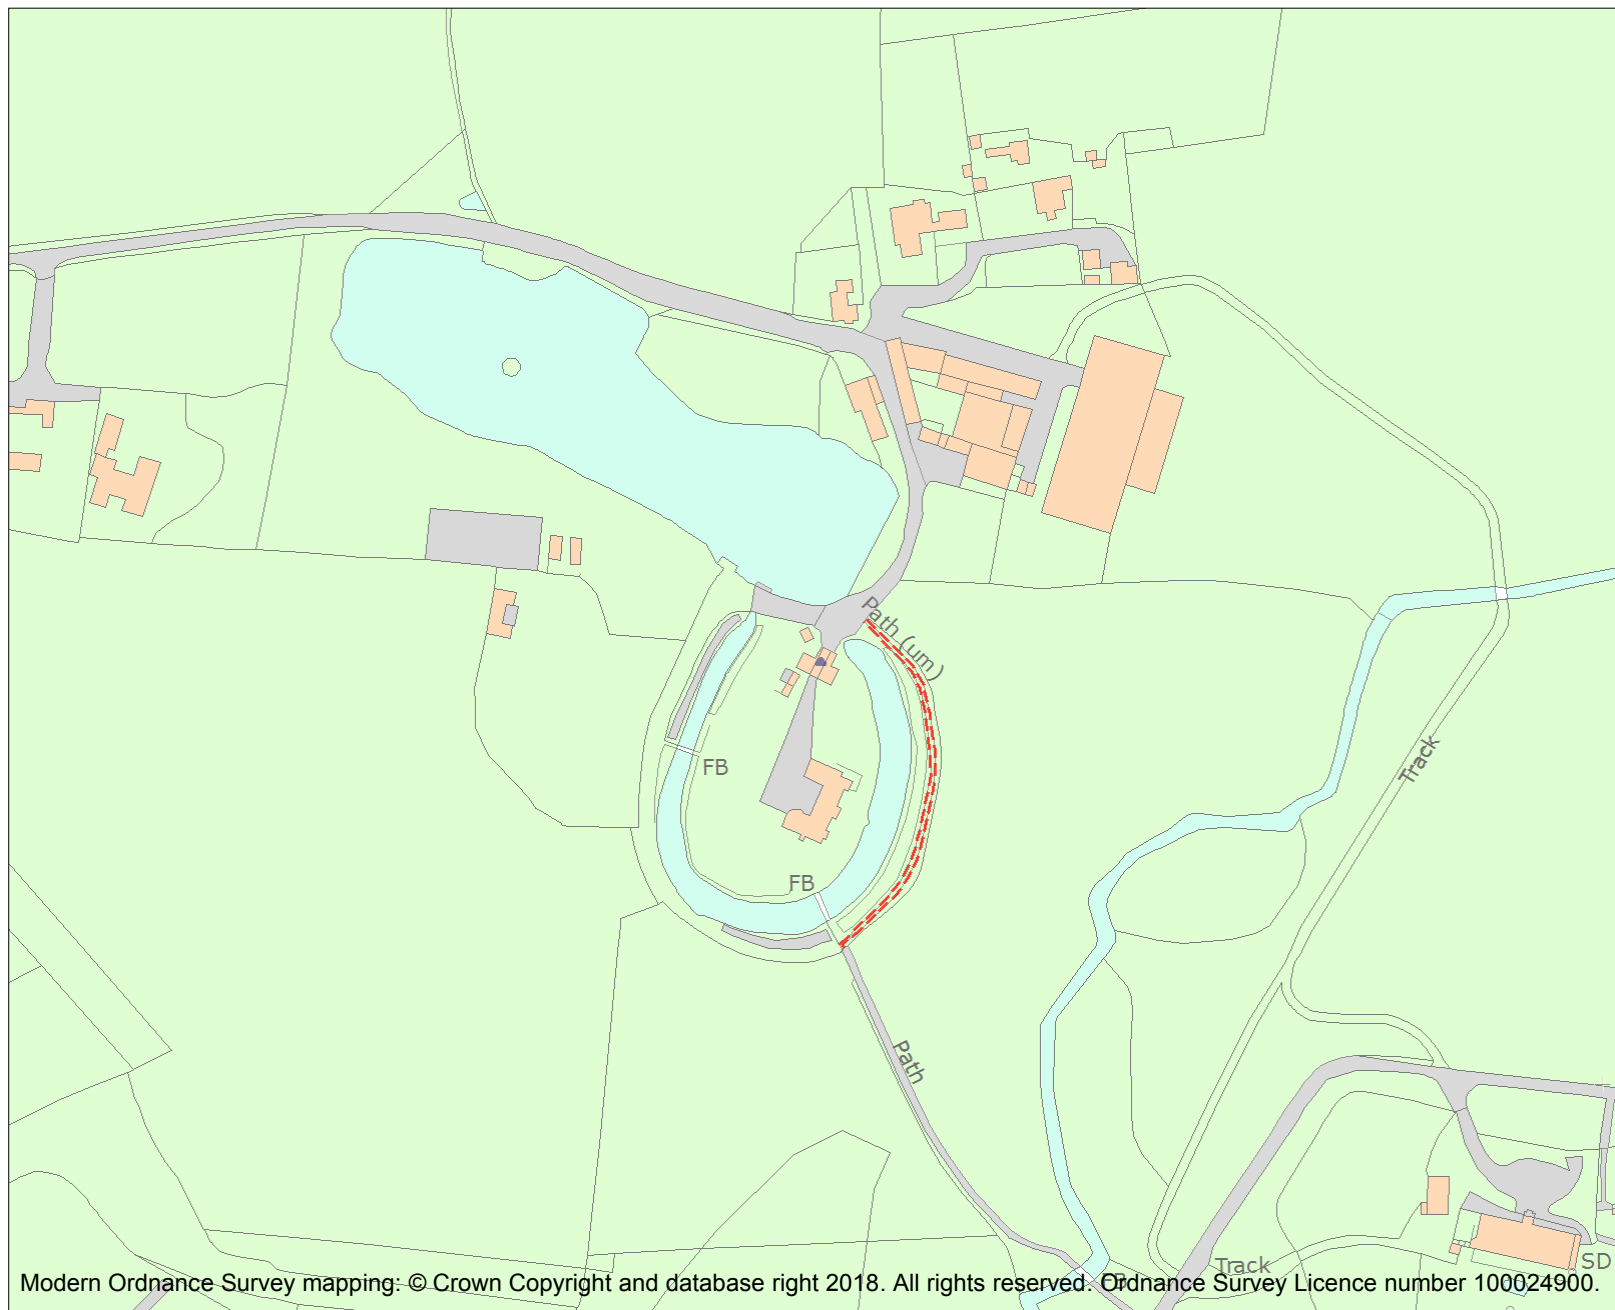 Path (um)
FB
FB
Track
Path
Track
SD
FB
Modern Ordnance Survey mapping: © Crown Copyright and database right 2018. All rights reserved. Ordnance Survey Licence number 100024900.